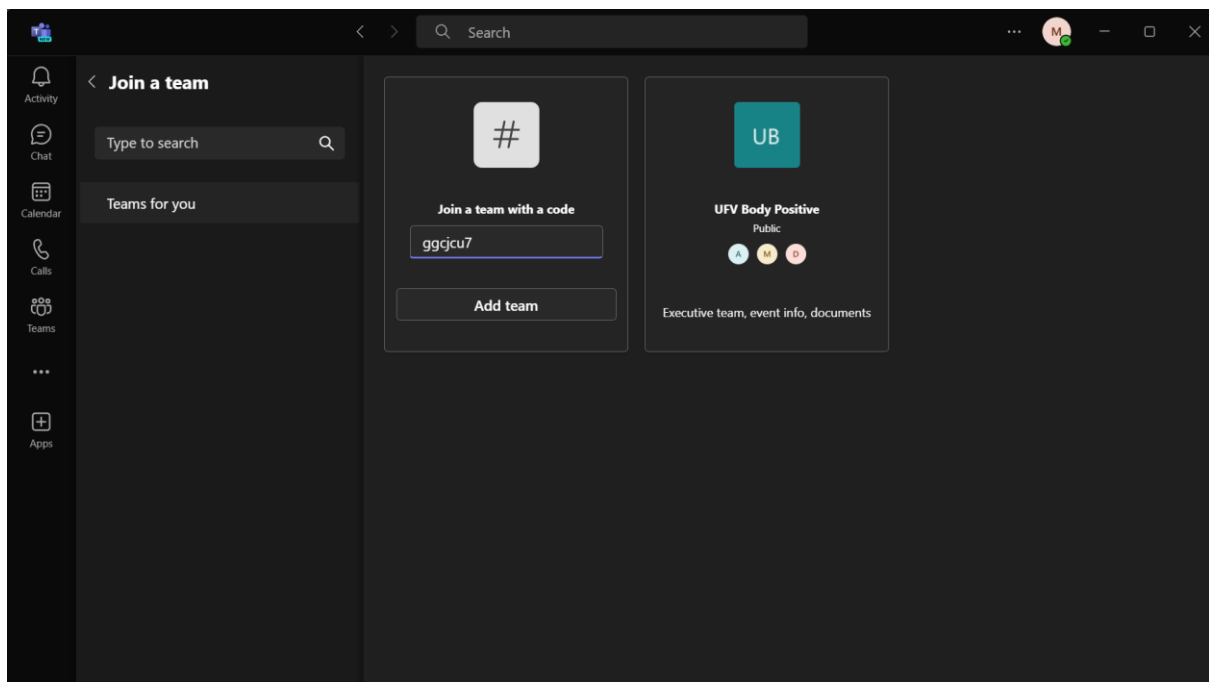 Search
...
M
Activity
Chat
Calendar
Calls
Teams
...
Apps
Join a team
Type to search
Teams for you
#
Join a team with a code
ggcjcu7
Add team
UB
UFV Body Positive
Public
A M D
Executive team, event info, documents